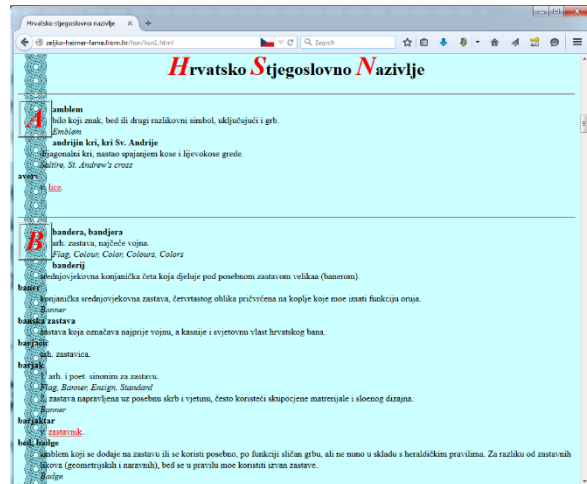 Hrvatsko stjegoslovno nazivlje
zeljko-heimer-fame.from.hr/hsn/hsn1.html
Search
Hrvatsko Stjegoslovno Nazivlje
A
amblem
bilo koji znak, bed ili drugi razlikovni simbol, uključujući i grb.
Emblem
andrijin kri, kri Sv. Andrije
dijagonalni kri, nastao spajanjem kose i lijevokose grede.
Saltire, St. Andrew's cross
avers
v. lice.
B
bandera, bandjera
arh. zastava, najčeće vojna.
Flag, Colour, Color, Colours, Colors
banderij
srednjovjekovna konjanička četa koja djeluje pod posebnom zastavom velikaa (banerom).
baner
konjanička srednjovjekovna zastava, četvrtastog oblika pričvrćena na koplje koje moe imati funkciju oruja.
Banner
banska zastava
zastava koja označava najprije vojnu, a kasnije i svjetovnu vlast hrvatskog bana.
barjačić
arh. zastavica.
barjak
1. arh. i poet. sinonim za zastavu.
Flag, Banner, Ensign, Standard
2. zastava napravljena uz posebnu skrb i vjetinu, često koristeći skupocjene matrerijale i sloenog dizajna.
Banner
barjaktar
v. zastavnik.
bed, badge
amblem koji se dodaje na zastavu ili se koristi posebno, po funkciji sličan grbu, ali ne nuno u skladu s heraldičkim pravilima. Za razliku od zastavnih
likova (geometrijskih i naravnih), bed se u pravilu moe koristiti izvan zastave.
Badge